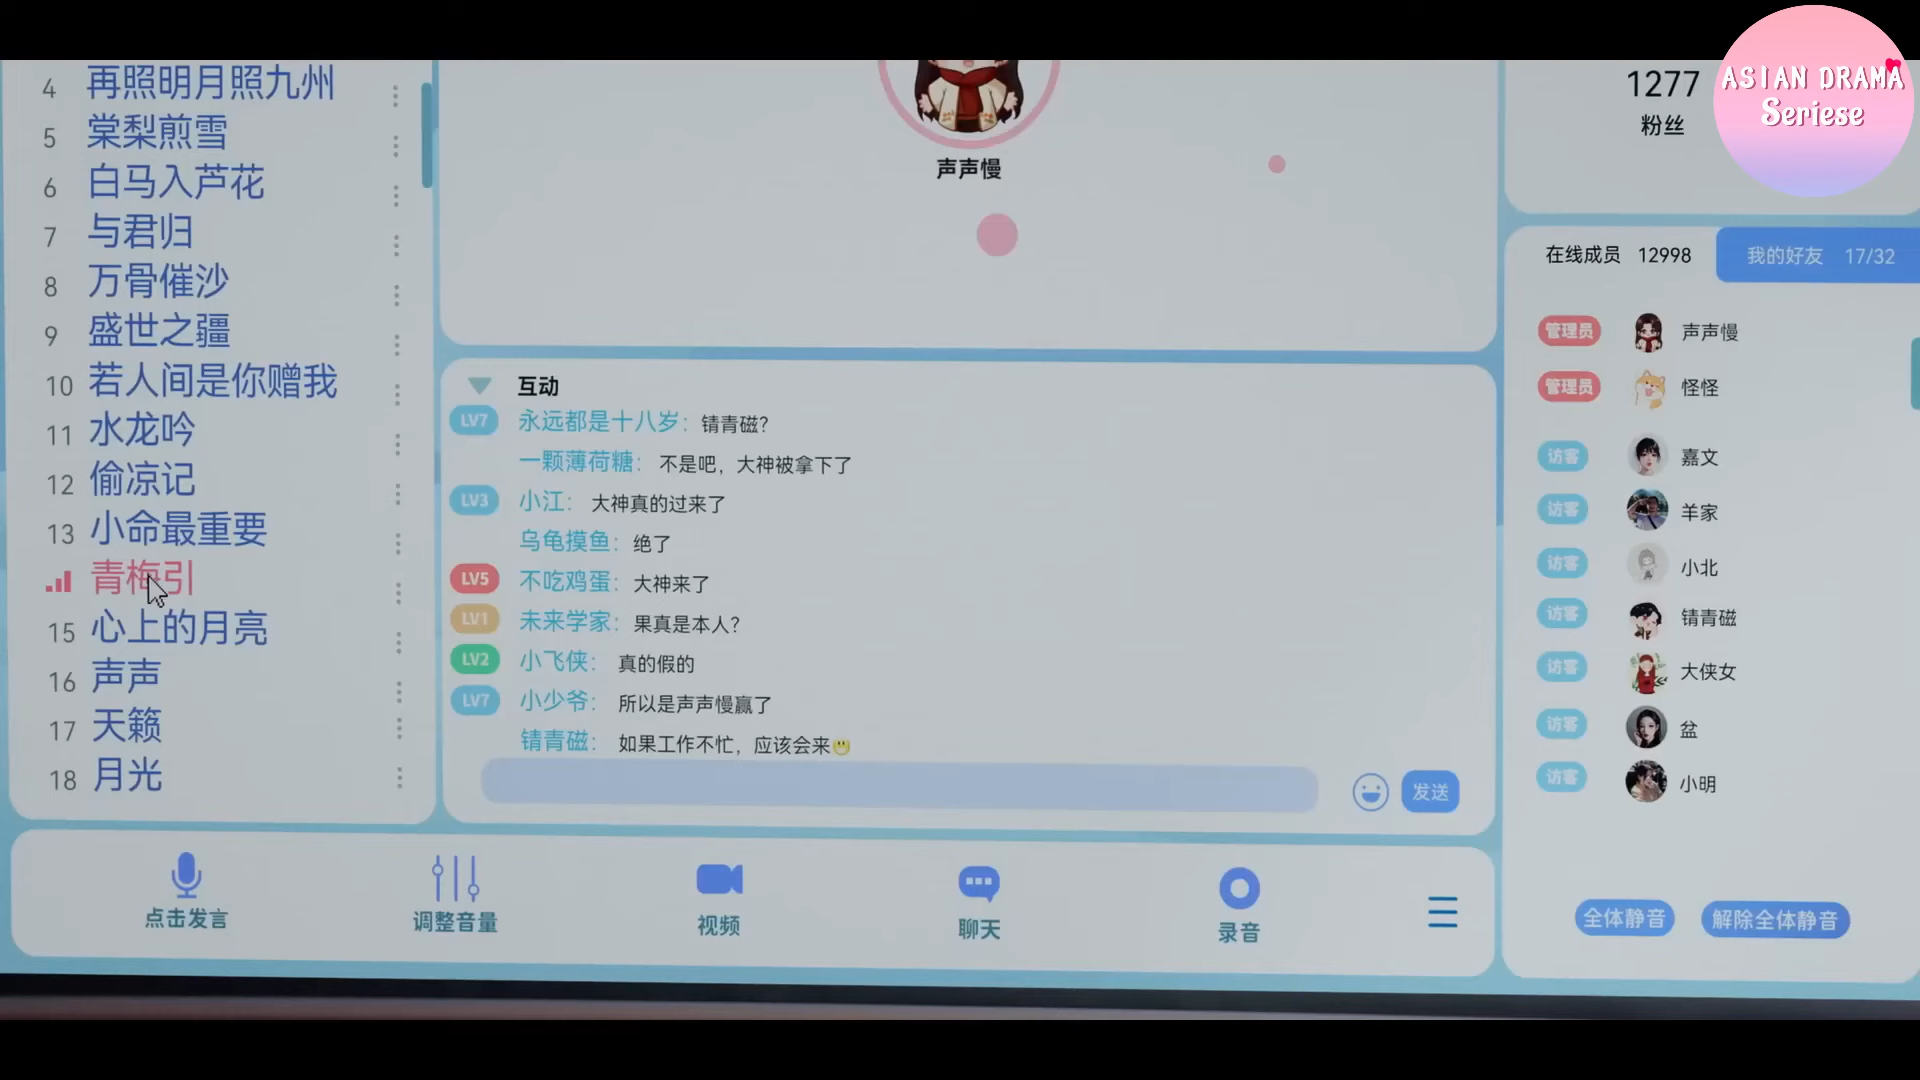 4 再照明月照九州
5 棠梨煎雪
6 白马入芦花
7 与君归
8 万骨催沙
9 盛世之疆
10 若人间是你赠我
11 水龙吟
12 偷凉记
13 小命最重要
青梅引
15 心上的月亮
16 声声
17 天籁
18 月光
声声慢
互动
LV7 永远都是十八岁：锖青磁？
一颗薄荷糖：不是吧，大神被拿下了
LV3 小江：大神真的过来了
乌龟摸鱼：绝了
LV5 不吃鸡蛋：大神来了
LV1 未来学家：果真是本人？
LV2 小飞侠：真的假的
LV7 小少爷：所以是声声慢赢了
锖青磁：如果工作不忙，应该会来
发送
点击发言
调整音量
视频
聊天
录音
1277
粉丝
ASIAN DRAMA
Seriese
在线成员 12998
我的好友 17/32
管理员 声声慢
管理员 怪怪
访客 嘉文
访客 羊家
访客 小北
访客 锖青磁
访客 大侠女
访客 盆
访客 小明
全体静音
解除全体静音